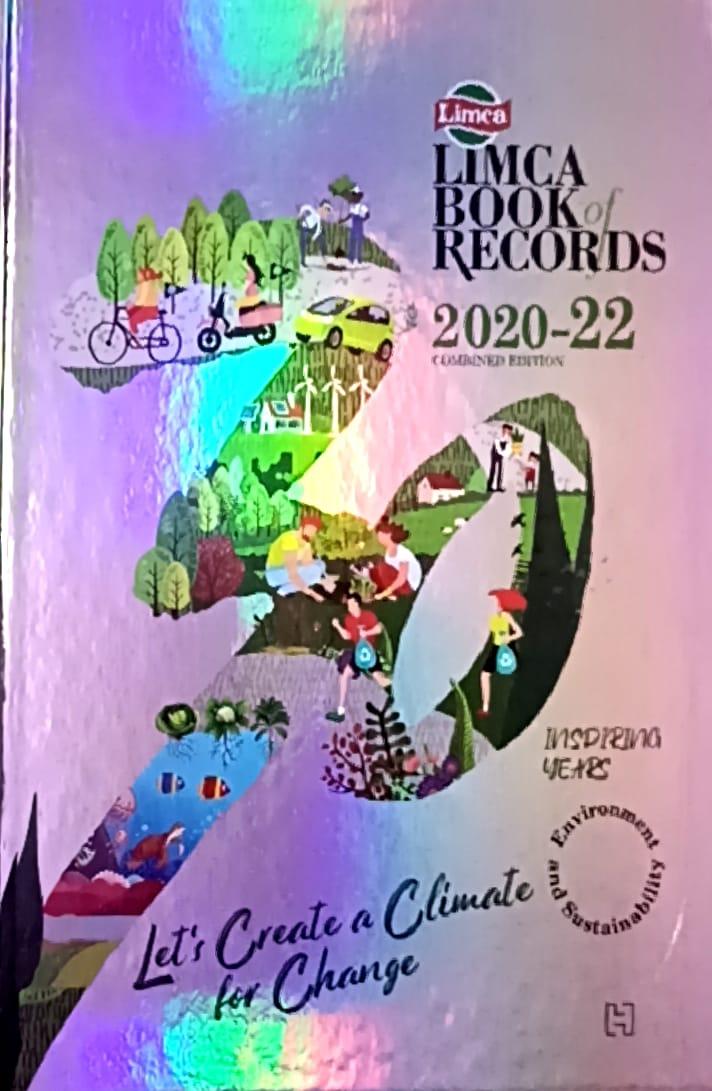 Limca
LIMCA
BOOK of
RECORDS
2020-22
COMBINED EDITION
30
INSPIRING
YEARS
Environment
and Sustainability
Let's Create a Climate
for Change
H